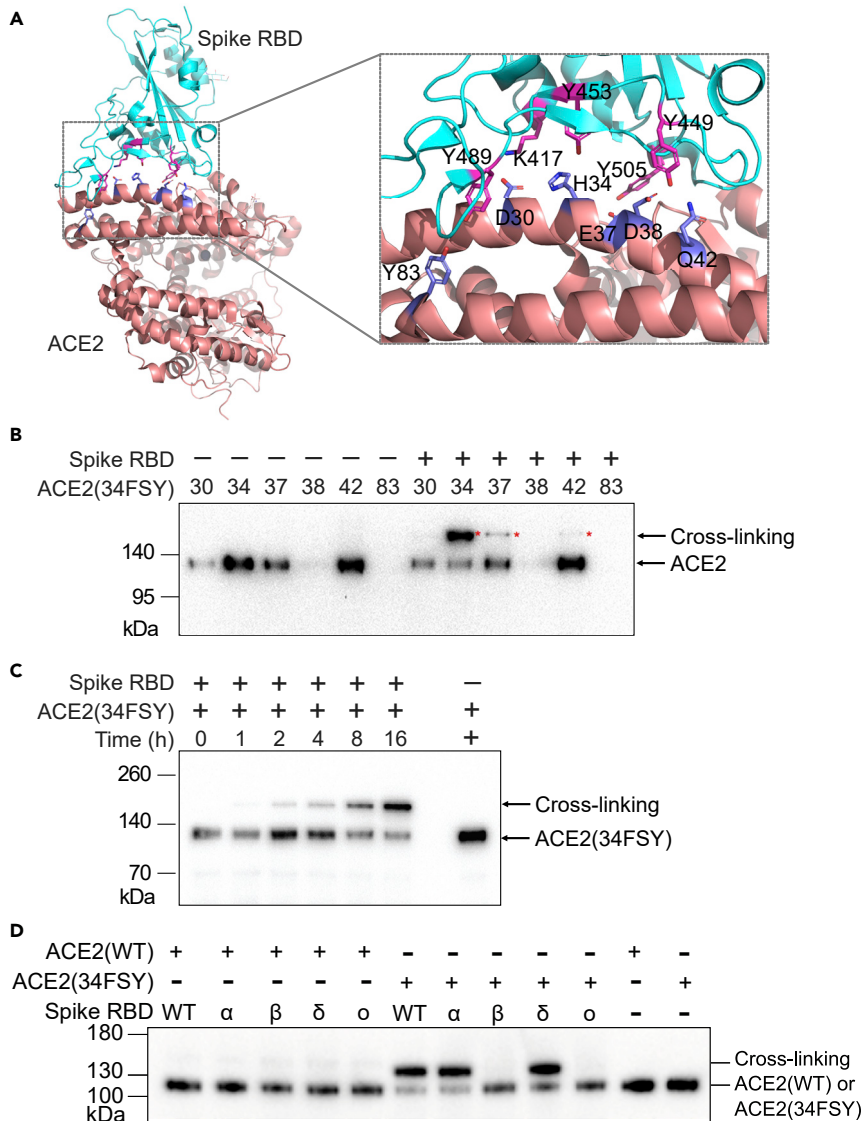 A
Spike RBD
ACE2
Y453
Y449
Y489
K417
Y505
H34
D30
E37 D38
Q42
Y83
B
Spike RBD – – – – – – + + + + + +
ACE2(34FSY) 30 34 37 38 42 83 30 34 37 38 42 83
* * *
Cross-linking
140
ACE2
95
kDa
C
Spike RBD + + + + + + –
ACE2(34FSY) + + + + + + +
Time (h) 0 1 2 4 8 16 +
260
Cross-linking
140
ACE2(34FSY)
70
kDa
D
ACE2(WT) + + + + + - - - - - + -
ACE2(34FSY) - - - - - + + + + + - +
Spike RBD WT α β δ o WT α β δ o - -
180
Cross-linking
130
ACE2(WT) or
100
ACE2(34FSY)
kDa